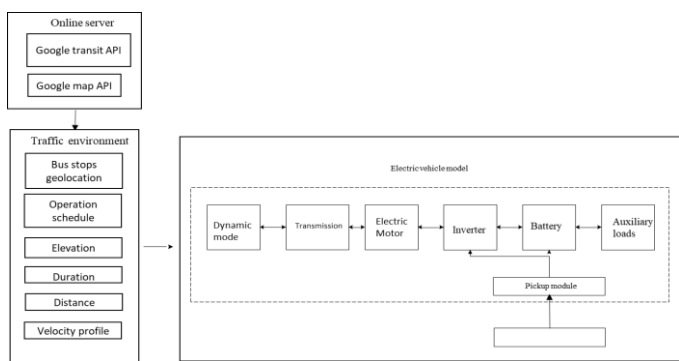 Online server
Google transit API
Google map API
Traffic environment
Bus stops
geolocation
Operation
schedule
Elevation
Duration
Distance
Velocity profile
Electric vehicle model
Dynamic
mode
Transmission
Electric
Motor
Inverter
Battery
Auxiliary
loads
Pickup module